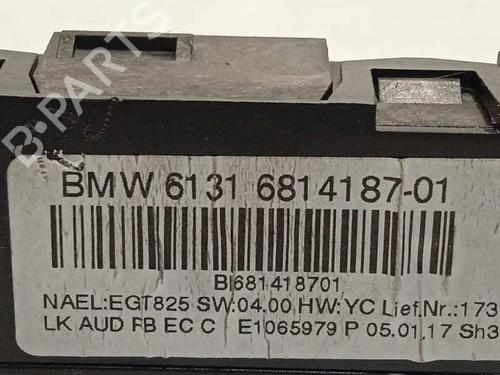 B-PARTS
BMW 6131 6814187-01
B 681418701
NAEL:EGT825 SW:04.00 HW:YC Lief.Nr.:173
LK AUD FB EC C E1065979 P 05.01.17 Sh3